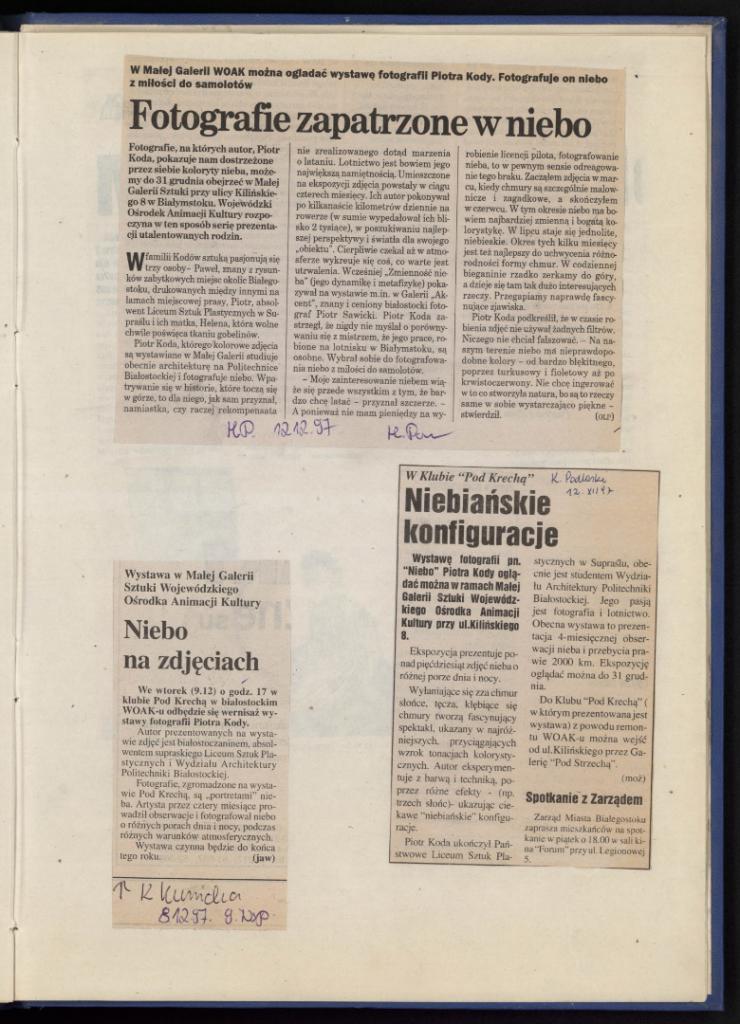 W Małej Galerii WOAK można oglądać wystawę fotografii Piotra Kody. Fotografuje on niebo
z miłości do samolotów
Fotografie zapatrzone w niebo
Fotografie, na których autor, Piotr
Koda, pokazuje nam dostrzeżone
przez siebie koloryty nieba, może-
my do 31 grudnia obejrzeć w Małej
Galerii Sztuki przy ulicy Kilińskie-
go 8 w Białymstoku. Wojewódzki
Ośrodek Animacji Kultury rozpo-
czyna w ten sposób serię prezenta-
cji utalentowanych rodzin.
W familii Kodów sztuką pasjonują się
trzy osoby– Paweł, znany z rysun-
ków zabytkowych miejsc okolic Białego-
stoku, drukowanych między innymi na
łamach miejscowej prasy, Piotr, absol-
went Liceum Sztuk Plastycznych w Su-
praślu i ich matka, Helena, która wolne
chwile poświęca tkaniu gobelinów.
Piotr Koda, którego kolorowe zdjęcia
są wystawiane w Małej Galerii studiuje
obecnie architekturę na Politechnice
Białostockiej i fotografuje niebo. Wpa-
trywanie się w historie, które toczą się
w górze, to dla niego, jak sam przyznał,
namiastka, czy raczej rekompensata
nie zrealizowanego dotąd marzenia
o lataniu. Lotnictwo jest bowiem jego
największą namiętnością. Umieszczone
na ekspozycji zdjęcia powstały w ciągu
czterech miesięcy. Ich autor pokonywał
po kilkanaście kilometrów dziennie na
rowerze (w sumie wypedałował ich bli-
sko 2 tysiące), w poszukiwaniu najlep-
szej perspektywy i światła dla swojego
„obiektu". Cierpliwie czekał aż w atmo-
sferze wykreuje się coś, co warte jest
utrwalenia. Wcześniej „Zmienność nie-
ba" (jego dynamikę i metafizykę) poka-
zywał na wystawie m.in. w Galerii „Ak-
cent", znany i ceniony białostocki foto-
graf Piotr Sawicki. Piotr Koda za-
strzegł, że nigdy nie myślał o porówny-
waniu się z mistrzem, że jego prace, ro-
bione na lotnisku w Białymstoku, są
osobne. Wybrał sobie do fotografowa-
nia niebo z miłości do samolotów.
– Moje zainteresowanie niebem wią-
że się przede wszystkim z tym, że bar-
dzo chcę latać – przyznał szczerze. –
A ponieważ nie mam pieniędzy na wy-
robienie licencji pilota, fotografowanie
nieba, to w pewnym sensie odreagowa-
nie tego braku. Zacząłem zdjęcia w mar-
cu, kiedy chmury są szczególnie malow-
nicze i zagadkowe, a skończyłem
w czerwcu. W tym okresie niebo ma bo-
wiem najbardziej zmienną i bogatą ko-
lorystykę. W lipcu staje się jednolite,
niebieskie. Okres tych kilku miesięcy
jest też najlepszy do uchwycenia różno-
rodności formy chmur. W codziennej
bieganinie rzadko zerkamy do góry,
a dzieje się tam tak dużo interesujących
rzeczy. Przegapiamy naprawdę fascy-
nujące zjawiska.
Piotr Koda podkreślił, że w czasie ro-
bienia zdjęć nie używał żadnych filtrów.
Niczego nie chciał fałszować. – Na na-
szym terenie niebo ma nieprawdopo-
dobne kolory – od bardzo błękitnego,
poprzez turkusowy i fioletowy aż po
krwistoczerwony. Nie chcę ingerować
w to co stworzyła natura, bo są to rzeczy
same w sobie wystarczająco piękne –
stwierdził. (OLP)
12.12.97
W Klubie "Pod Krechą"
12. XII 97
Niebiańskie
konfiguracje
Wystawę fotografii pn.
"Niebo" Piotra Kody oglą-
dać można w ramach Małej
Galerii Sztuki Wojewódz-
kiego Ośrodka Animacji
Kultury przy ul.Kilińskiego
8.
Ekspozycja prezentuje po-
nad pięćdziesiąt zdjęć nieba o
różnej porze dnia i nocy.
Wyłaniające się zza chmur
słońce, tęcza, kłębiące się
chmury tworzą fascynujący
spektakl, ukazany w najróż-
niejszych, przyciągających
wzrok tonacjach kolorystycz-
nych. Autor eksperymen-
tuje z barwą i techniką, po-
przez różne efekty - (np.
trzech słońc)- ukazując cie-
kawe "niebiańskie" konfigu-
racje.
Piotr Koda ukończył Pań-
stwowe Liceum Sztuk Pla-
stycznych w Supraślu, obe-
cnie jest studentem Wydzia-
łu Architektury Politechniki
Białostockiej. Jego pasją
jest fotografia i lotnictwo.
Obecna wystawa to prezen-
tacja 4-miesięcznej obser-
wacji nieba i przebycia pra-
wie 2000 km. Ekspozycję
oglądać można do 31 grud-
nia.
Do Klubu "Pod Krechą" (
w którym prezentowana jest
wystawa) z powodu remon-
tu WOAK-u można wejść
od ul.Kilińskiego przez Ga-
lerię "Pod Strzechą".
(moż)
Spotkanie z Zarządem
Zarząd Miasta Białegostoku
zaprasza mieszkańców na spot-
kanie w piątek o 18.00 w sali ki-
na "Forum" przy ul. Legionowej
5.
Wystawa w Małej Galerii
Sztuki Wojewódzkiego
Ośrodka Animacji Kultury
Niebo
na zdjęciach
We wtorek (9.12) o godz. 17 w
klubie Pod Krechą w białostockim
WOAK-u odbędzie się wernisaż wy-
stawy fotografii Piotra Kody.
Autor prezentowanych na wysta-
wie zdjęć jest białostoczaninem, absol-
wentem supraskiego Liceum Sztuk Pla-
stycznych i Wydziału Architektury
Politechniki Białostockiej.
Fotografie, zgromadzone na wysta-
wie Pod Krechą, są „portretami" nie-
ba. Artysta przez cztery miesiące pro-
wadził obserwacje i fotografował niebo
o różnych porach dnia i nocy, podczas
różnych warunków atmosferycznych.
Wystawa czynna będzie do końca
tego roku. (jaw)